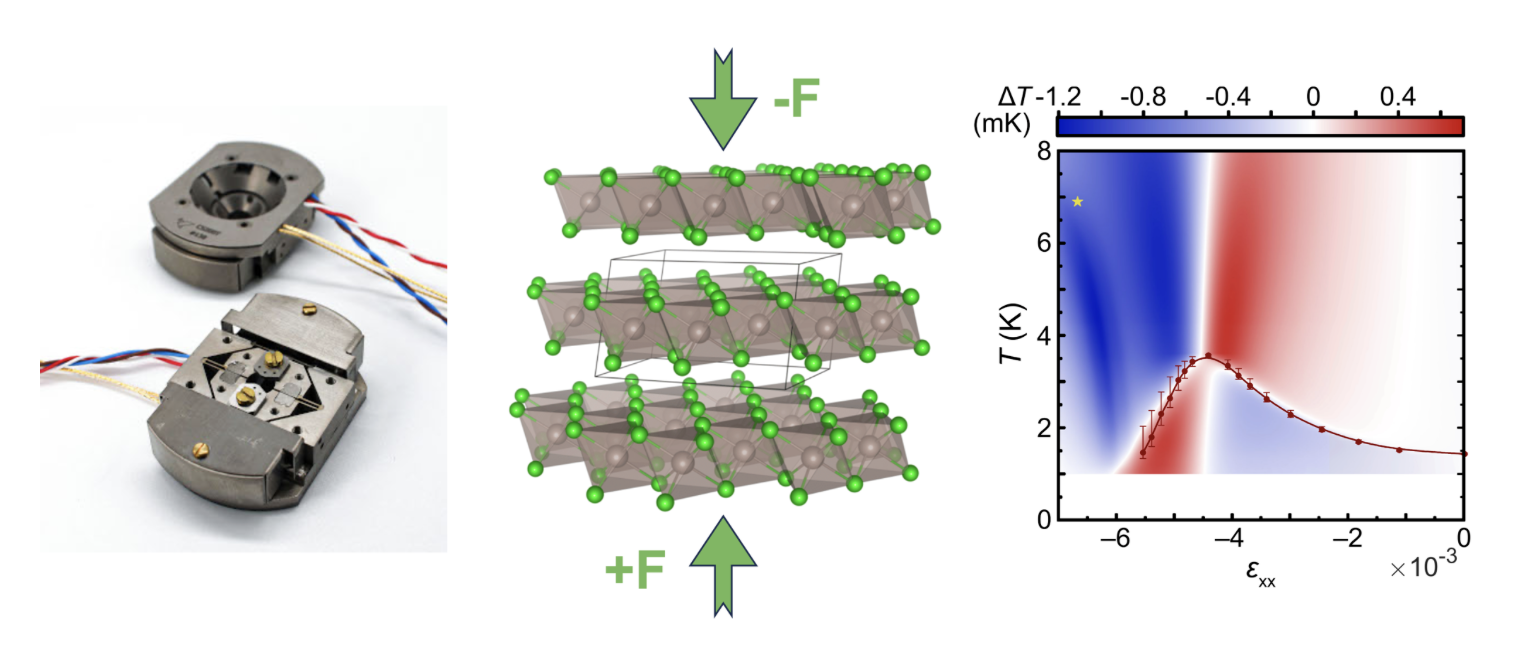 -F
+F
ΔT -1.2 -0.8 -0.4 0 0.4
(mK)
8
6
4
2
0
T (K)
–6 –4 –2 0
εxx
×10-3